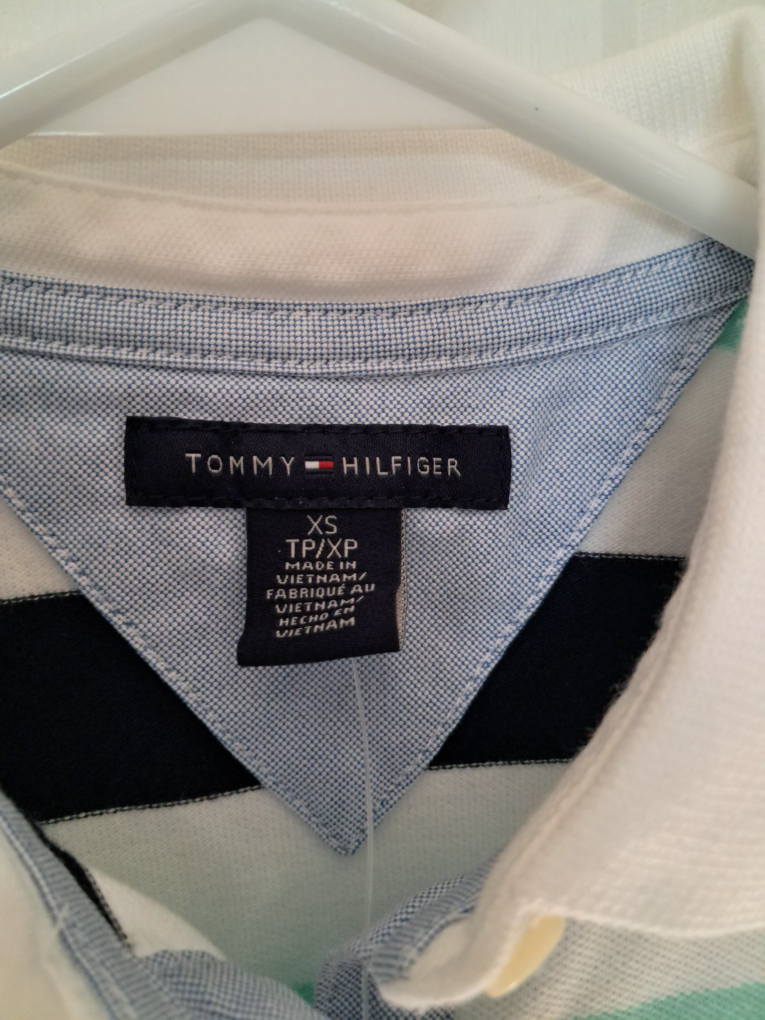 TOMMY HILFIGER
XS
TP/XP
MADE IN
VIETNAM/
FABRIQUÉ AU
VIETNAM/
HECHO EN
VIETNAM